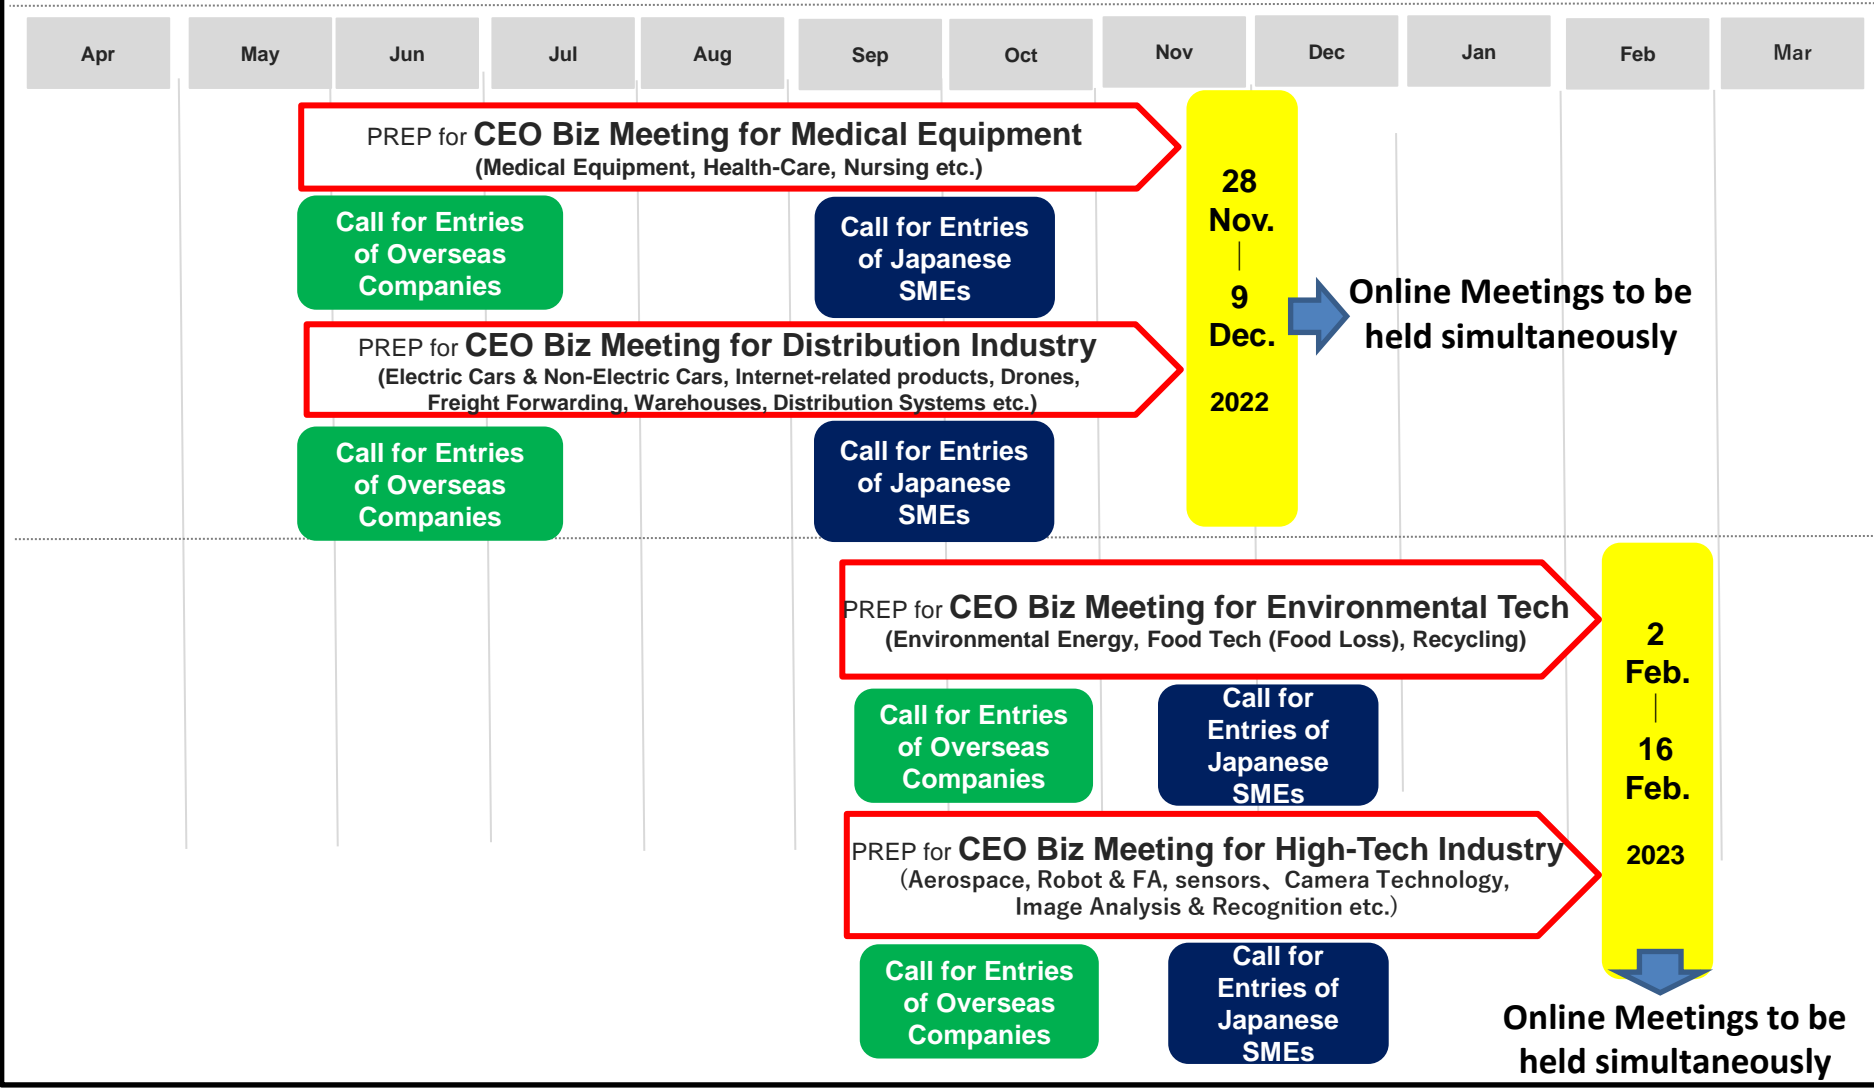 Apr May Jun Jul Aug Sep Oct Nov Dec Jan Feb Mar
PREP for CEO Biz Meeting for Medical Equipment
(Medical Equipment, Health-Care, Nursing etc.)
Call for Entries
of Overseas
Companies
Call for Entries
of Japanese
SMEs
PREP for CEO Biz Meeting for Distribution Industry
(Electric Cars & Non-Electric Cars, Internet-related products, Drones,
Freight Forwarding, Warehouses, Distribution Systems etc.)
Call for Entries
of Overseas
Companies
Call for Entries
of Japanese
SMEs
28
Nov.
｜
9
Dec.
2022
Online Meetings to be
held simultaneously
PREP for CEO Biz Meeting for Environmental Tech
(Environmental Energy, Food Tech (Food Loss), Recycling)
Call for Entries
of Overseas
Companies
Call for
Entries of
Japanese
SMEs
PREP for CEO Biz Meeting for High-Tech Industry
（Aerospace, Robot & FA, sensors、Camera Technology,
Image Analysis & Recognition etc.）
Call for Entries
of Overseas
Companies
Call for
Entries of
Japanese
SMEs
2
Feb.
｜
16
Feb.
2023
Online Meetings to be
held simultaneously